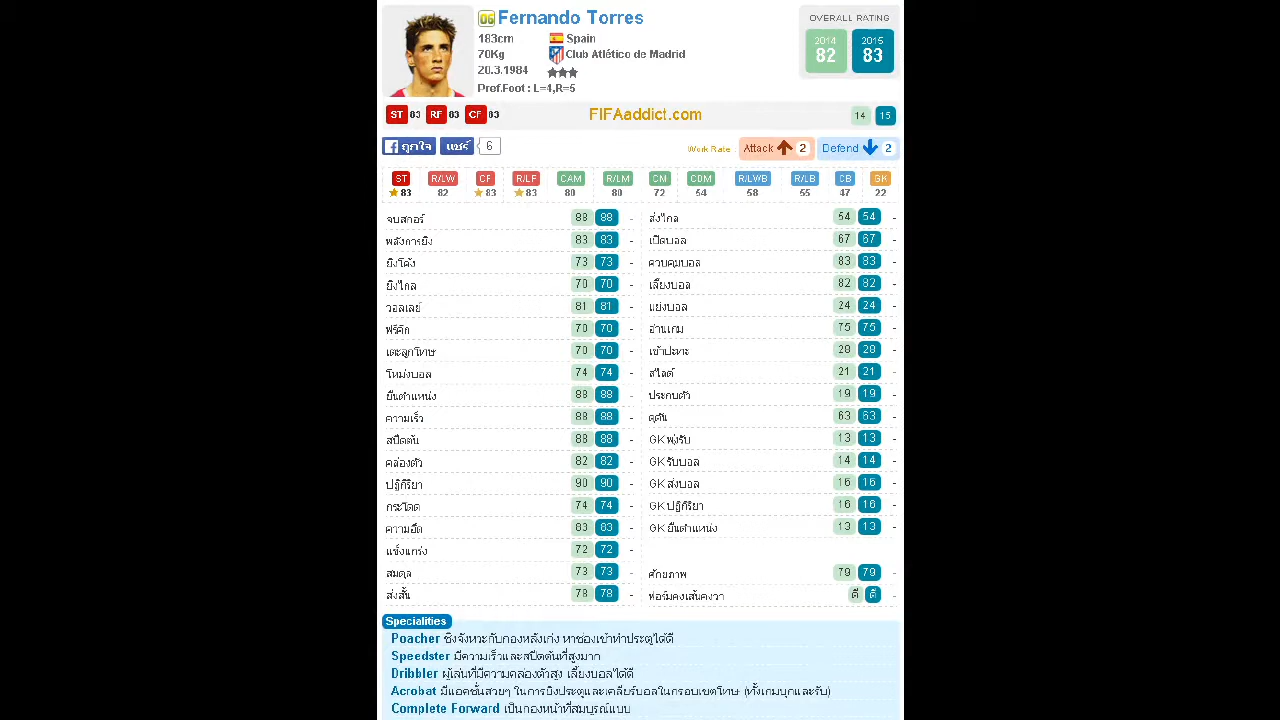 06 Fernando Torres
183cm Spain
70Kg Club Atlético de Madrid
20.3.1984
Pref.Foot : L=4,R=5
OVERALL RATING
2014 2015
82 83
ST 83 RF 83 CF 83 FIFAaddict.com 14 15
ถูกใจ แชร์ 6 Work Rate : Attack 2 Defend 2
ST R/LW CF R/LF CAM R/LM CM CDM R/LWB R/LB CB GK
83 82 83 83 80 80 72 54 58 55 47 22
จบสกอร์ 88 88 - ส่งไกล 54 54 -
พลังการยิง 83 83 - เปิดบอล 67 67 -
ยิงโค้ง 73 73 - ควบคุมบอล 83 83 -
ยิงไกล 70 70 - เลี้ยงบอล 82 82 -
วอลเลย์ 81 81 - แย่งบอล 24 24 -
ฟรีคิก 70 70 - อ่านเกม 75 75 -
เตะลูกโทษ 70 70 - เข้าปะทะ 28 28 -
โหม่งบอล 74 74 - สไลด์ 21 21 -
ยืนตำแหน่ง 88 88 - ประกบตัว 19 19 -
ความเร็ว 88 88 - ดุดัน 63 63 -
สปีดต้น 88 88 - GK พุ่งรับ 13 13 -
คล่องตัว 82 82 - GK รับบอล 14 14 -
ปฏิกิริยา 90 90 - GK ส่งบอล 16 16 -
กระโดด 74 74 - GK ปฏิกิริยา 16 16 -
ความอึด 83 83 - GK ยืนตำแหน่ง 13 13 -
แข็งแกร่ง 72 72 -
สมดุล 73 73 - ศักยภาพ 79 79 -
ส่งสั้น 78 78 - ฟอร์มคงเส้นคงวา ดี ดี -
Specialities
Poacher ชิงจังหวะกับกองหลังเก่ง หาช่องเข้าทำประตูได้ดี
Speedster มีความเร็วและสปีดต้นที่สูงมาก
Dribbler ผู้เล่นที่มีความคล่องตัวสูง เลี้ยงบอลได้ดี
Acrobat มีแอคชั่นสวยๆ ในการยิงประตูและเคลียร์บอลในกรอบเขตโทษ (ทั้งเกมบุกและรับ)
Complete Forward เป็นกองหน้าที่สมบูรณ์แบบ